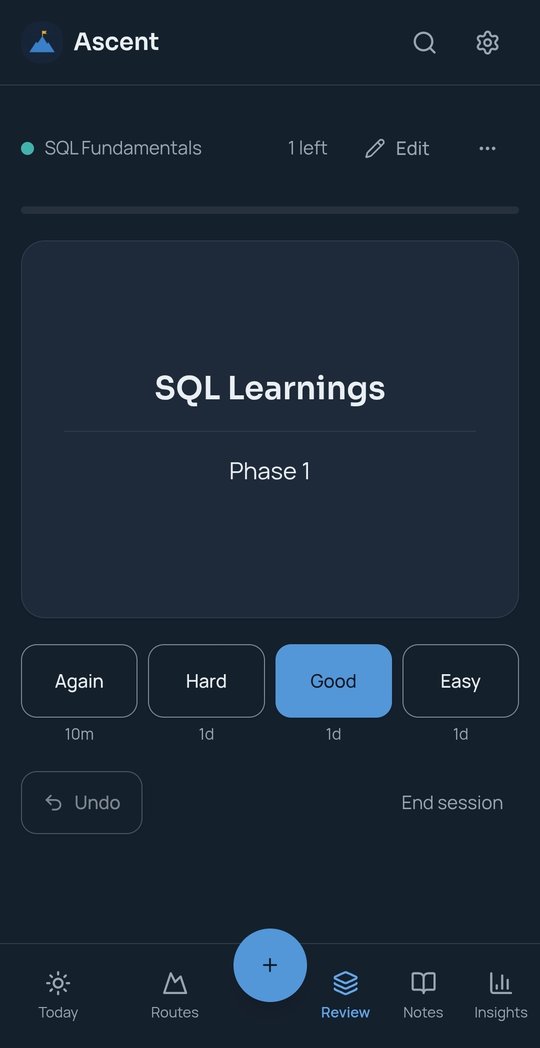 Ascent
SQL Fundamentals 1 left Edit
SQL Learnings
Phase 1
Again Hard Good Easy
10m 1d 1d 1d
Undo End session
Today Routes Review Notes Insights